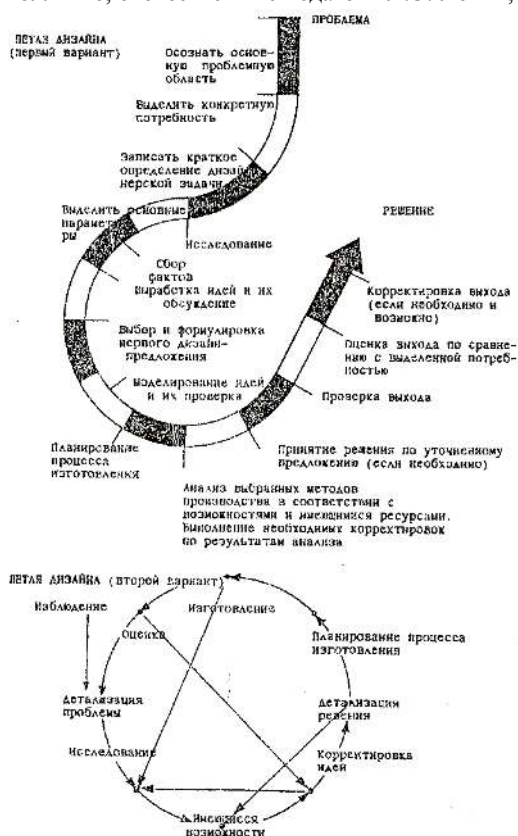 ПРОБЛЕМА
ПЕТЛЯ ДИЗАЙНА
(первый вариант)
Осознать основ-
ную проблемную
область
Выделить конкретную
потребность
Записать краткое
определение дизай
нерской задачи
Выделить основные
парамет
ры
Исследование
Сбор
фактов
Выработка идей и их
обсуждение
Выбор и формулировка
первого дизайн-
предложения
Моделирование идей
и их проверка
Планирование
процесса
изготовления
РЕШЕНИЕ
Корректировка выхода
(если необходимо и
возможно)
Оценка выхода по сравне-
нию с выделенной потреб-
ностью
Проверка выхода
Принятие решения по уточненному
предложению (если необходимо)
Анализ выбранных методов
производства в соответствии с
возможностями и имеющимися ресурсами.
Выполнение необходимых корректировок
по результатам анализа
ПЕТЛЯ ДИЗАЙНА (второй вариант)
Наблюдение
Изготовление
Оценка
Планирование процесса
изготовления
Детализация
проблемы
Детализация
решения
Исследование
Корректировка
идей
Имеющиеся
возможности